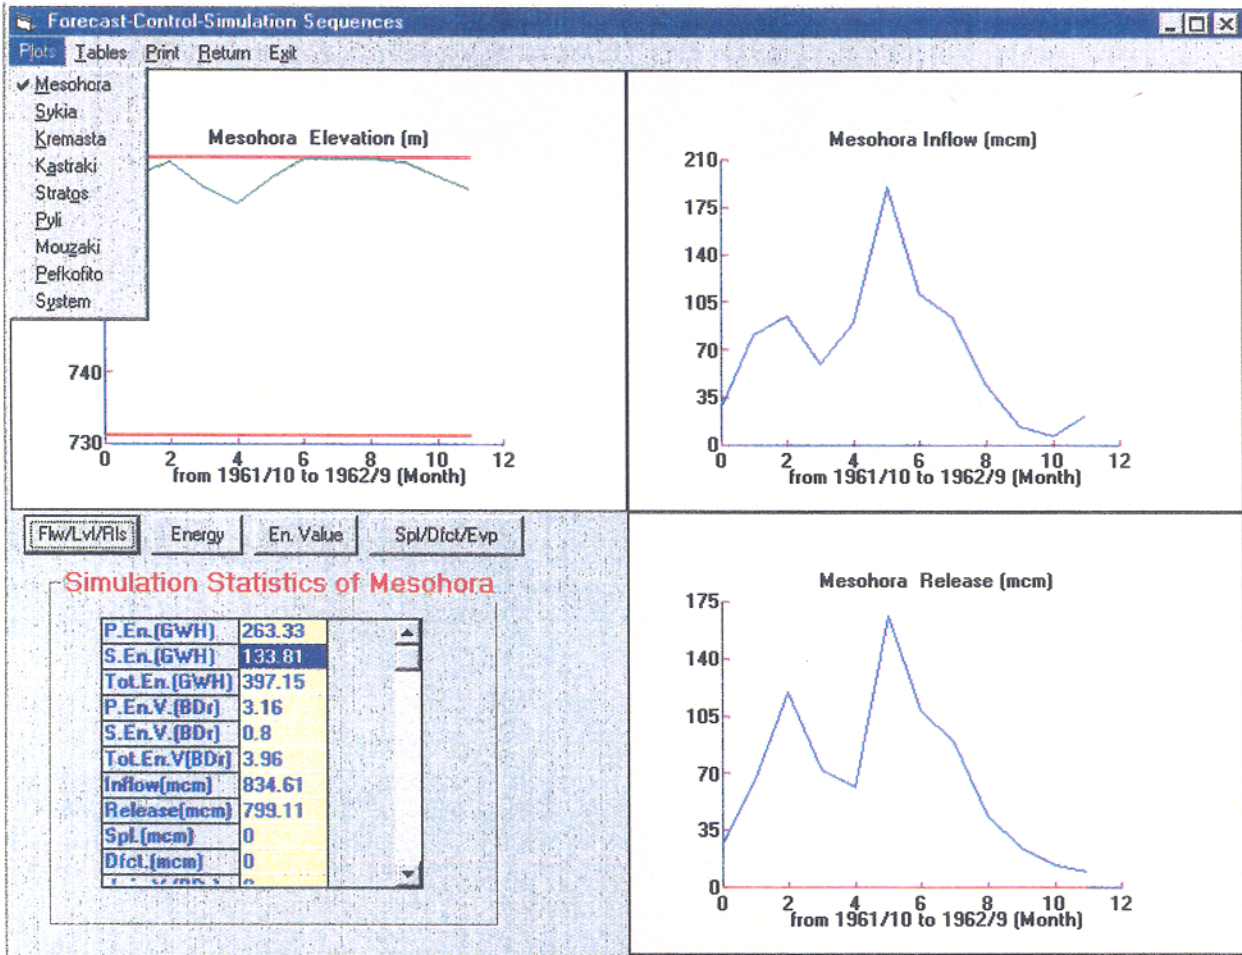 Forecast-Control-Simulation Sequences
Plots Tables Print Return Exit
Mesohora
Sykia
Kremasta
Kastraki
Stratos
Pyli
Mouzaki
Pefkofito
System
Mesohora Elevation (m)
740
730
0 2 4 6 8 10 12
from 1961/10 to 1962/9 (Month)
Mesohora Inflow (mcm)
210
175
140
105
70
35
0
0 2 4 6 8 10 12
from 1961/10 to 1962/9 (Month)
Flw/Lvl/Rls Energy En. Value Spl/Dfct/Evp
Simulation Statistics of Mesohora
P.En.(GWH) 263.33
S.En.(GWH) 133.81
Tot.En.(GWH) 397.15
P.En.V.(BDr) 3.16
S.En.V.(BDr) 0.8
Tot.En.V(BDr) 3.96
Inflow(mcm) 834.61
Release(mcm) 799.11
Spl.(mcm) 0
Dfct.(mcm) 0
Mesohora Release (mcm)
175
140
105
70
35
0
0 2 4 6 8 10 12
from 1961/10 to 1962/9 (Month)